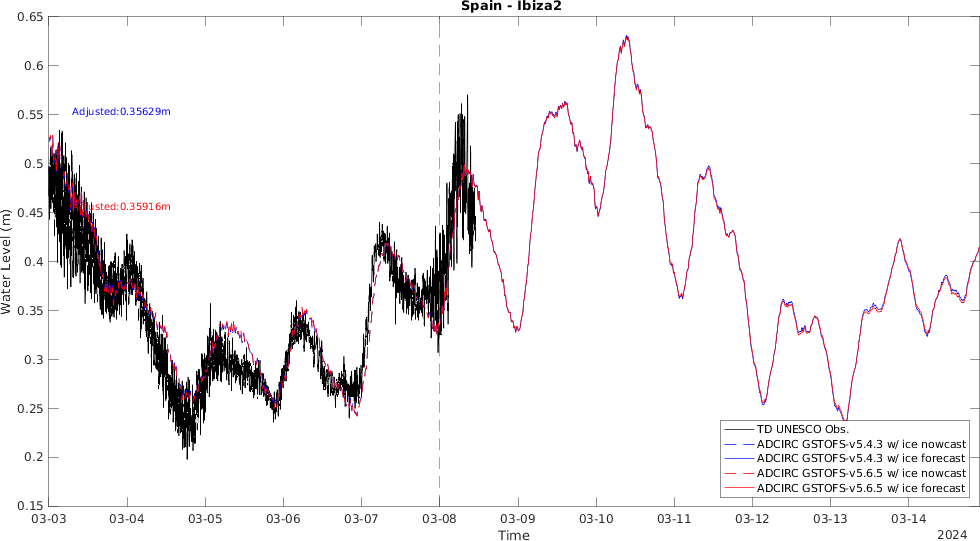 Spain - Ibiza2
0.65
0.6
0.55
0.5
0.45
0.4
0.35
0.3
0.25
0.2
0.15
Water Level (m)
Adjusted:0.35629m
usted:0.35916m
TD UNESCO Obs.
ADCIRC GSTOFS-v5.4.3 w/ ice nowcast
ADCIRC GSTOFS-v5.4.3 w/ ice forecast
ADCIRC GSTOFS-v5.6.5 w/ ice nowcast
ADCIRC GSTOFS-v5.6.5 w/ ice forecast
03-03 03-04 03-05 03-06 03-07 03-08 03-09 03-10 03-11 03-12 03-13 03-14
Time
2024